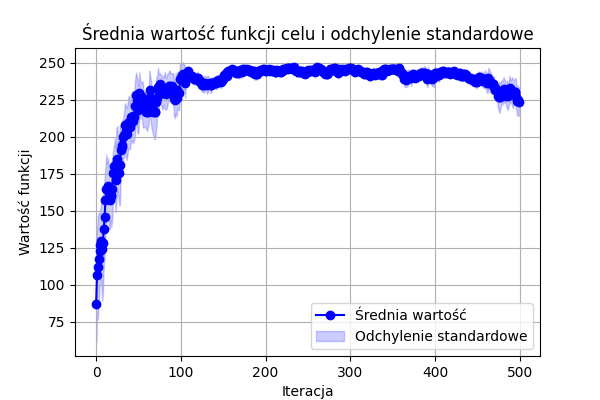 Średnia wartość funkcji celu i odchylenie standardowe
Wartość funkcji
250
225
200
175
150
125
100
75
0 100 200 300 400 500
Iteracja
Średnia wartość
Odchylenie standardowe